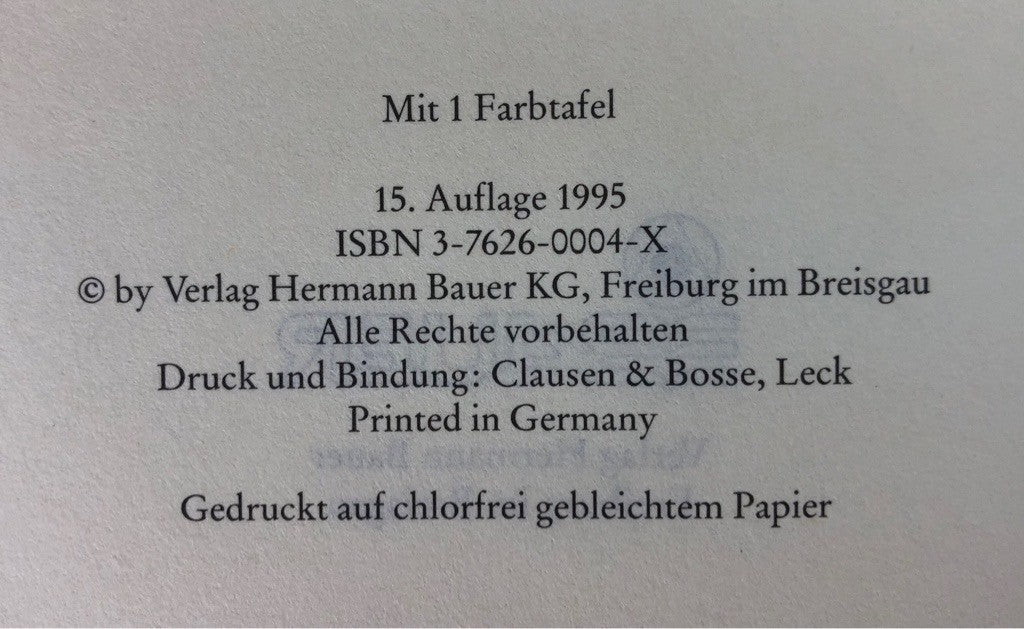 Mit 1 Farbtafel
15. Auflage 1995
ISBN 3-7626-0004-X
© by Verlag Hermann Bauer KG, Freiburg im Breisgau
Alle Rechte vorbehalten
Druck und Bindung: Clausen & Bosse, Leck
Printed in Germany
Gedruckt auf chlorfrei gebleichtem Papier